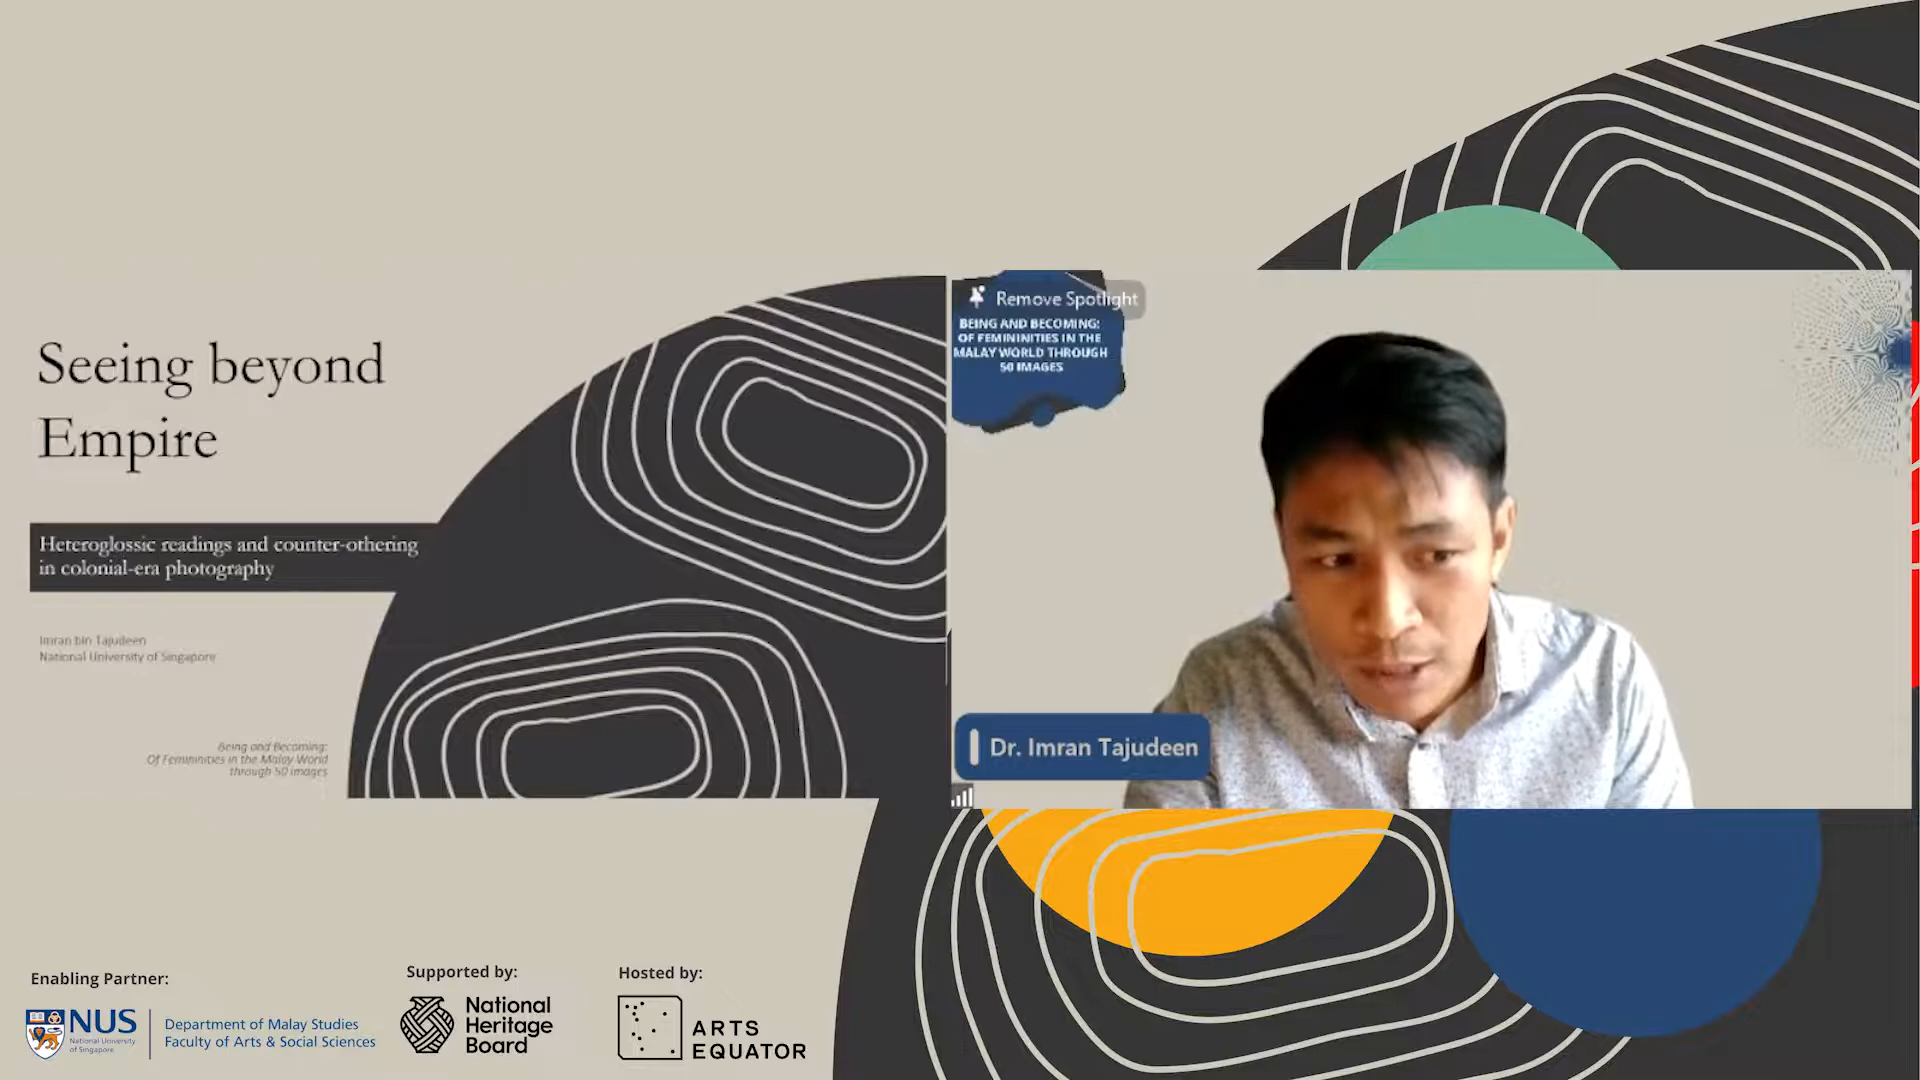 Seeing beyond
Empire
Heteroglossic readings and counter-othering
in colonial-era photography
Imran bin Tajudeen
National University of Singapore
Being and Becoming:
Of Femininities in the Malay World
through 50 images
Remove Spotlight
BEING AND BECOMING:
OF FEMININITIES IN THE
MALAY WORLD THROUGH
50 IMAGES
Dr. Imran Tajudeen
Enabling Partner:
NUS
National University
of Singapore
Department of Malay Studies
Faculty of Arts & Social Sciences
Supported by:
National
Heritage
Board
Hosted by:
ARTS
EQUATOR